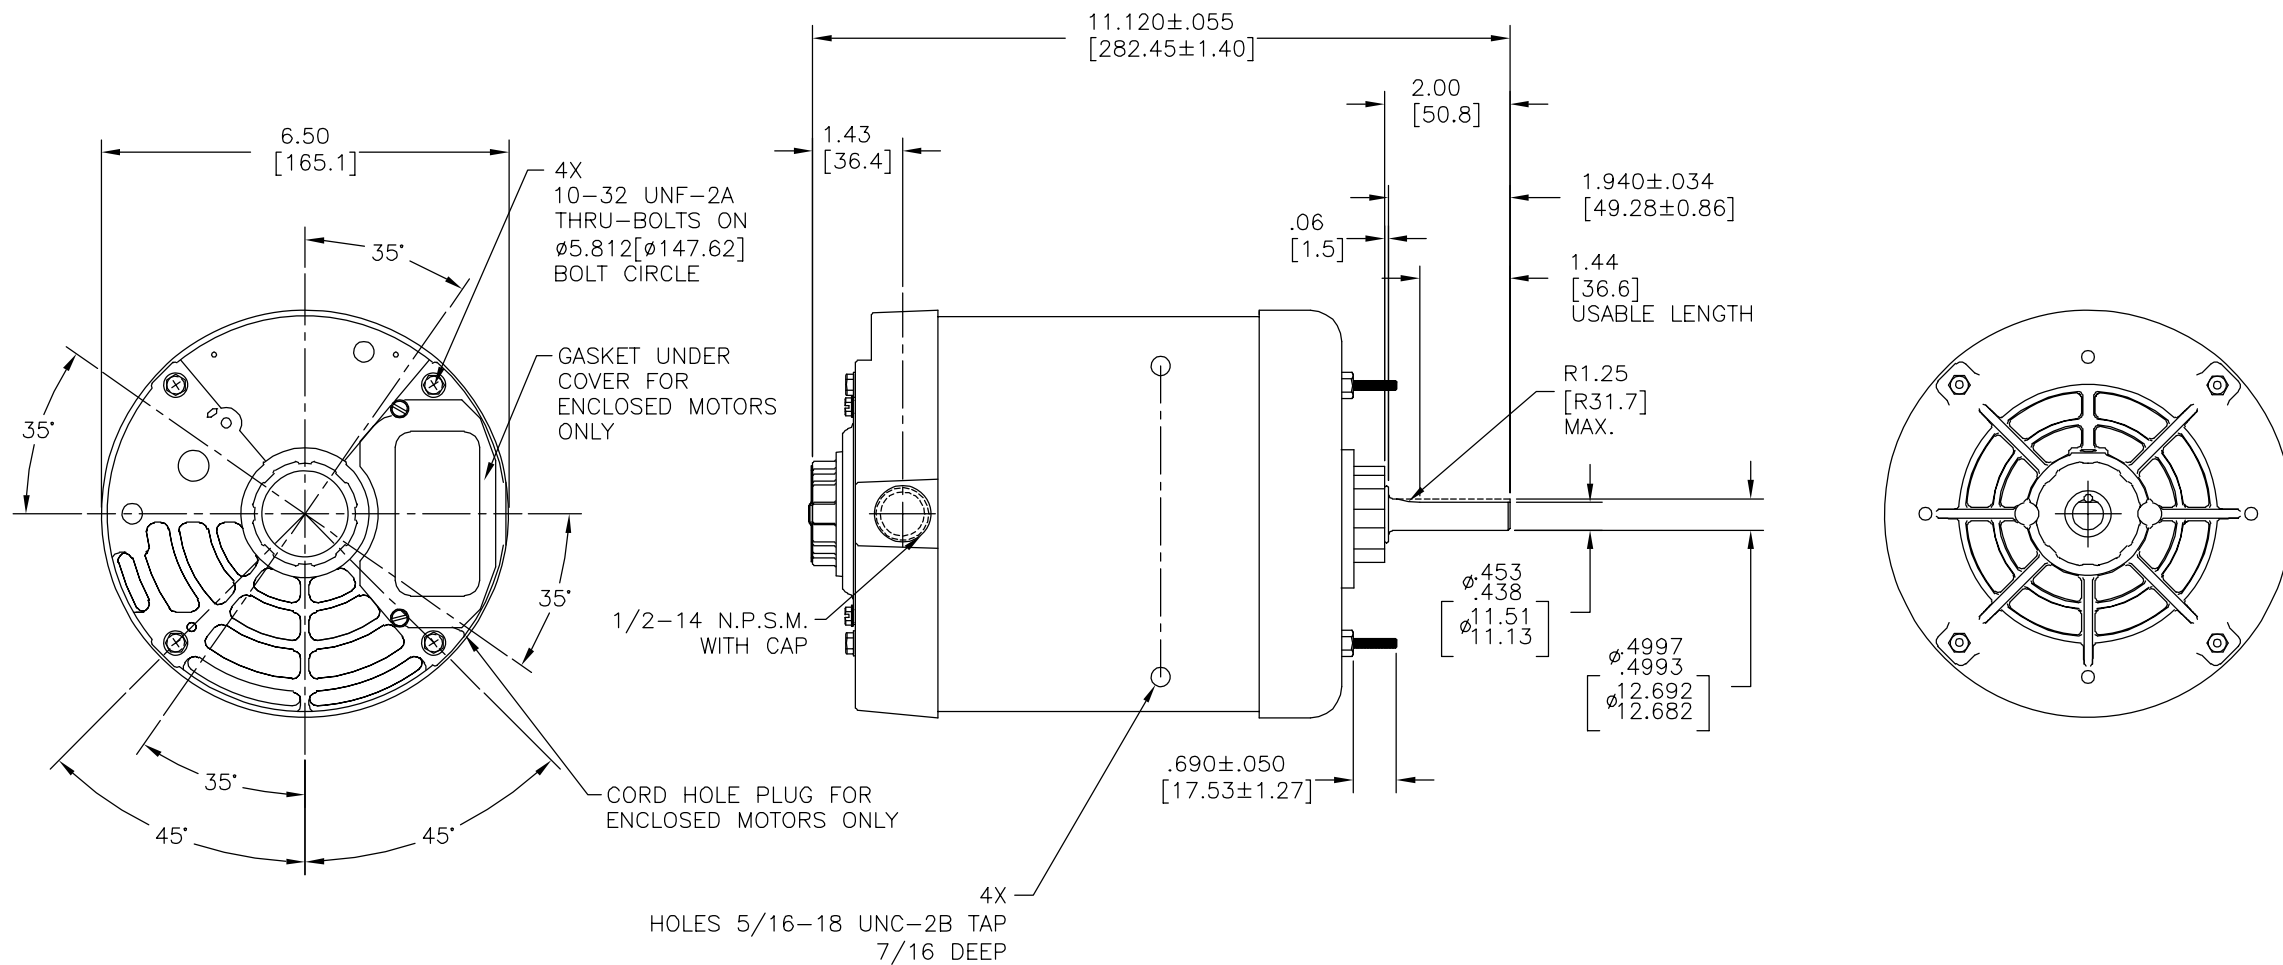 11.120±.055
[282.45±1.40]
2.00
[50.8]
1.43
[36.4]
6.50
[165.1]
4X
10-32 UNF-2A
THRU-BOLTS ON
ø5.812[ø147.62]
BOLT CIRCLE
1.940±.034
[49.28±0.86]
.06
[1.5]
1.44
[36.6]
USABLE LENGTH
35°
GASKET UNDER
COVER FOR
ENCLOSED MOTORS
ONLY
R1.25
[R31.7]
MAX.
35°
35°
1/2-14 N.P.S.M.
WITH CAP
ø.453
.438
[ø11.51
11.13]
ø.4997
.4993
[ø12.692
12.682]
35°
.690±.050
[17.53±1.27]
CORD HOLE PLUG FOR
ENCLOSED MOTORS ONLY
45°
45°
4X
HOLES 5/16-18 UNC-2B TAP
7/16 DEEP